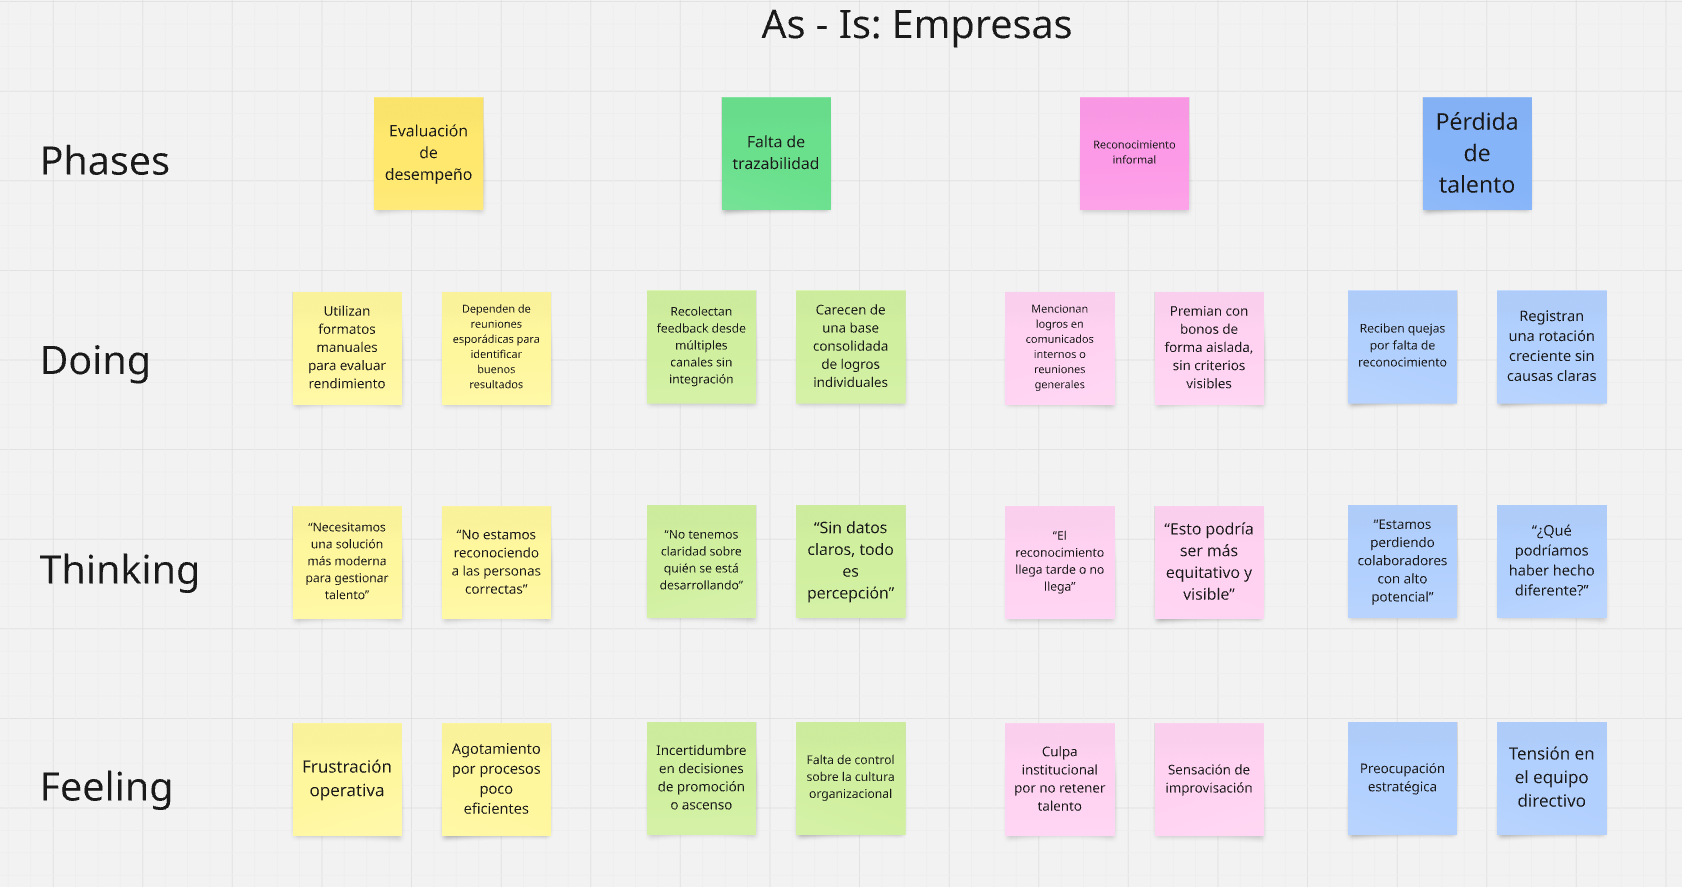 As - Is: Empresas
Phases
Evaluación
de
desempeño
Falta de
trazabilidad
Reconocimiento
informal
Pérdida
de
talento
Doing
Utilizan
formatos
manuales
para evaluar
rendimiento
Dependen de
reuniones
esporádicas para
identificar
buenos
resultados
Recolectan
feedback desde
múltiples
canales sin
integración
Carecen de
una base
consolidada
de logros
individuales
Mencionan
logros en
comunicados
internos o
reuniones
generales
Premian con
bonos de
forma aislada,
sin criterios
visibles
Reciben quejas
por falta de
reconocimiento
Registran
una rotación
creciente sin
causas claras
Thinking
“Necesitamos
una solución
más moderna
para gestionar
talento”
“No estamos
reconociendo
a las personas
correctas”
“No tenemos
claridad sobre
quién se está
desarrollando”
“Sin datos
claros, todo
es
percepción”
“El
reconocimiento
llega tarde o no
llega”
“Esto podría
ser más
equitativo y
visible”
“Estamos
perdiendo
colaboradores
con alto
potencial”
“¿Qué
podríamos
haber hecho
diferente?”
Feeling
Frustración
operativa
Agotamiento
por procesos
poco
eficientes
Incertidumbre
en decisiones
de promoción
o ascenso
Falta de control
sobre la cultura
organizacional
Culpa
institucional
por no retener
talento
Sensación de
improvisación
Preocupación
estratégica
Tensión en
el equipo
directivo